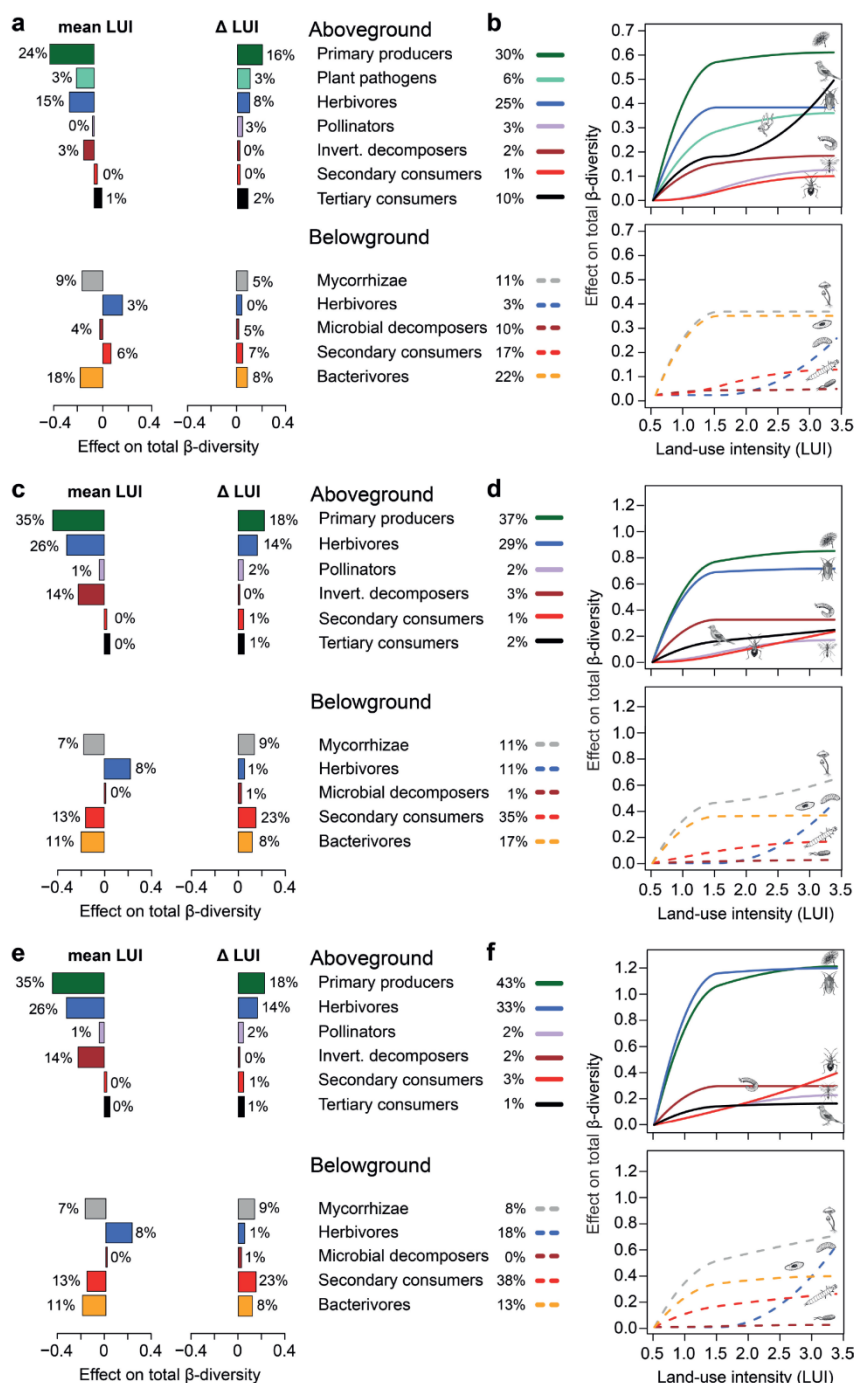 a
mean LUI
Δ LUI
Aboveground
b
24%
16%
Primary producers
30%
3%
3%
Plant pathogens
6%
15%
8%
Herbivores
25%
0%
3%
Pollinators
3%
3%
0%
Invert. decomposers
2%
0%
0%
Secondary consumers
1%
1%
2%
Tertiary consumers
10%
Belowground
9%
5%
Mycorrhizae
11%
3%
0%
Herbivores
3%
4%
5%
Microbial decomposers
10%
6%
7%
Secondary consumers
17%
18%
8%
Bacterivores
22%
−0.4 0 0.4
−0.4 0 0.4
Effect on total β-diversity
0.7
0.6
0.5
0.4
0.3
0.2
0.1
0.0
0.7
0.6
0.5
0.4
0.3
0.2
0.1
0.0
Effect on total β-diversity
0.5 1.0 1.5 2.0 2.5 3.0 3.5
Land-use intensity (LUI)
c
mean LUI
Δ LUI
Aboveground
d
35%
18%
Primary producers
37%
26%
14%
Herbivores
29%
1%
2%
Pollinators
2%
14%
0%
Invert. decomposers
3%
0%
1%
Secondary consumers
1%
0%
1%
Tertiary consumers
2%
Belowground
7%
9%
Mycorrhizae
11%
8%
1%
Herbivores
11%
0%
1%
Microbial decomposers
1%
13%
23%
Secondary consumers
35%
11%
8%
Bacterivores
17%
−0.4 0 0.4
−0.4 0 0.4
Effect on total β-diversity
1.2
1.0
0.8
0.6
0.4
0.2
0.0
1.2
1.0
0.8
0.6
0.4
0.2
0.0
Effect on total β-diversity
0.5 1.0 1.5 2.0 2.5 3.0 3.5
Land-use intensity (LUI)
e
mean LUI
Δ LUI
Aboveground
f
35%
18%
Primary producers
43%
26%
14%
Herbivores
33%
1%
2%
Pollinators
2%
14%
0%
Invert. decomposers
2%
0%
1%
Secondary consumers
3%
0%
1%
Tertiary consumers
1%
Belowground
7%
9%
Mycorrhizae
8%
8%
1%
Herbivores
18%
0%
1%
Microbial decomposers
0%
13%
23%
Secondary consumers
38%
11%
8%
Bacterivores
13%
−0.4 0 0.4
−0.4 0 0.4
Effect on total β-diversity
1.2
1.0
0.8
0.6
0.4
0.2
0.0
1.2
1.0
0.8
0.6
0.4
0.2
0.0
Effect on total β-diversity
0.5 1.0 1.5 2.0 2.5 3.0 3.5
Land-use intensity (LUI)